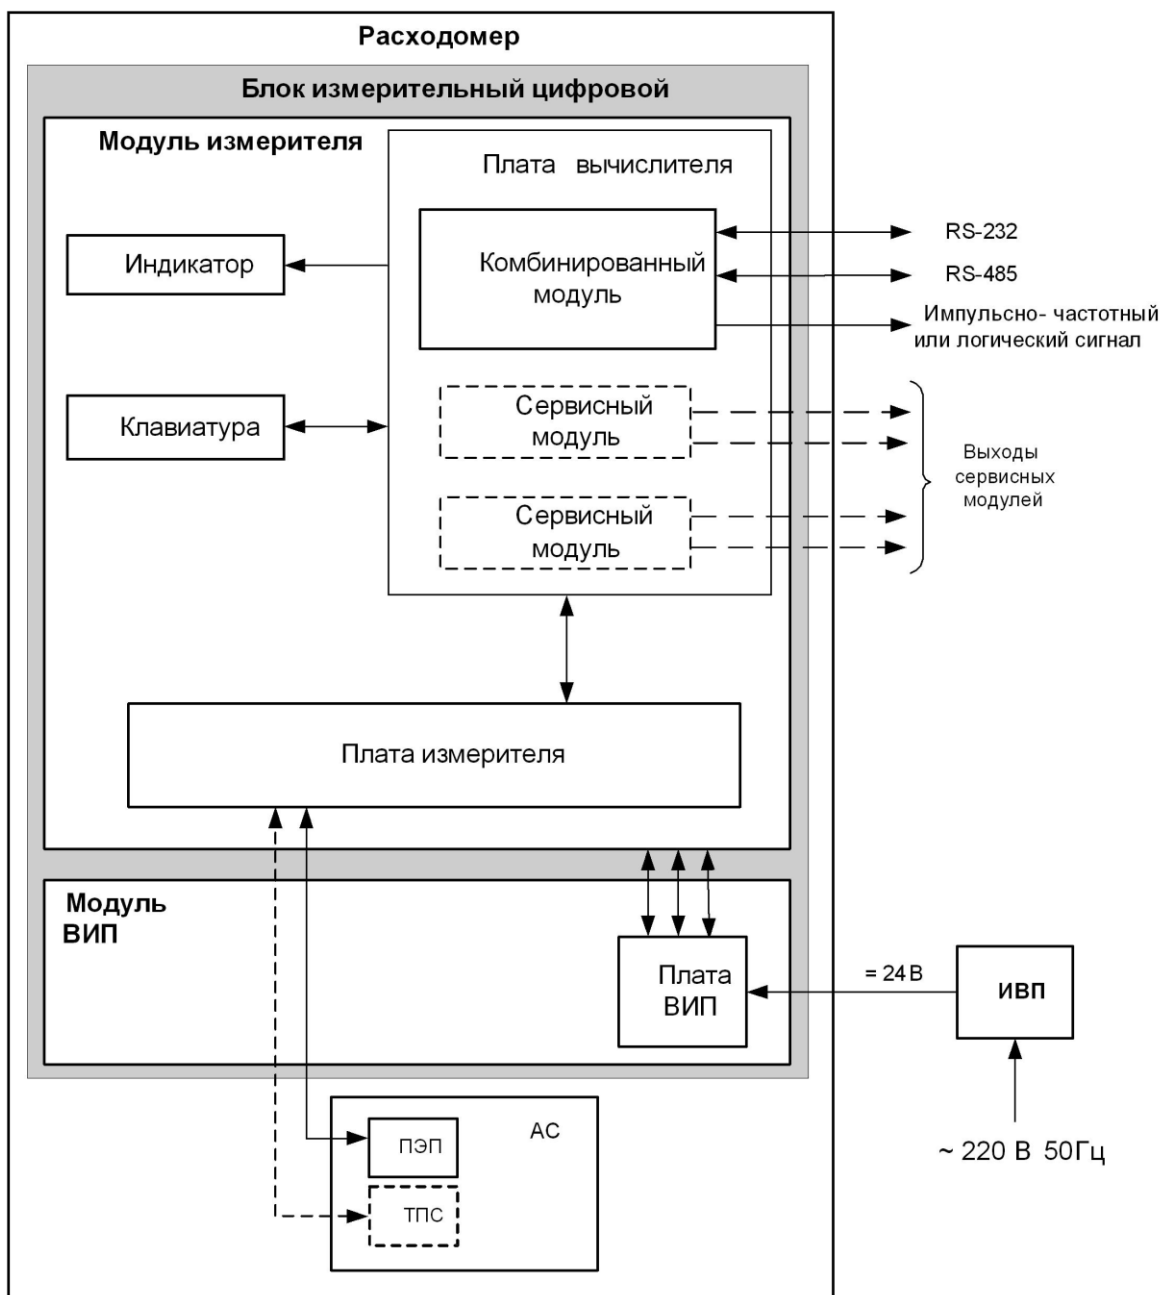 Расходомер
Блок измерительный цифровой
Модуль измерителя
Плата вычислителя
Индикатор
Комбинированный
модуль
RS-232
RS-485
Импульсно- частотный
или логический сигнал
Клавиатура
Сервисный
модуль
Сервисный
модуль
Выходы
сервисных
модулей
Плата измерителя
Модуль
ВИП
Плата
ВИП
= 24В
ИВП
~ 220 В 50Гц
АС
ПЭП
ТПС